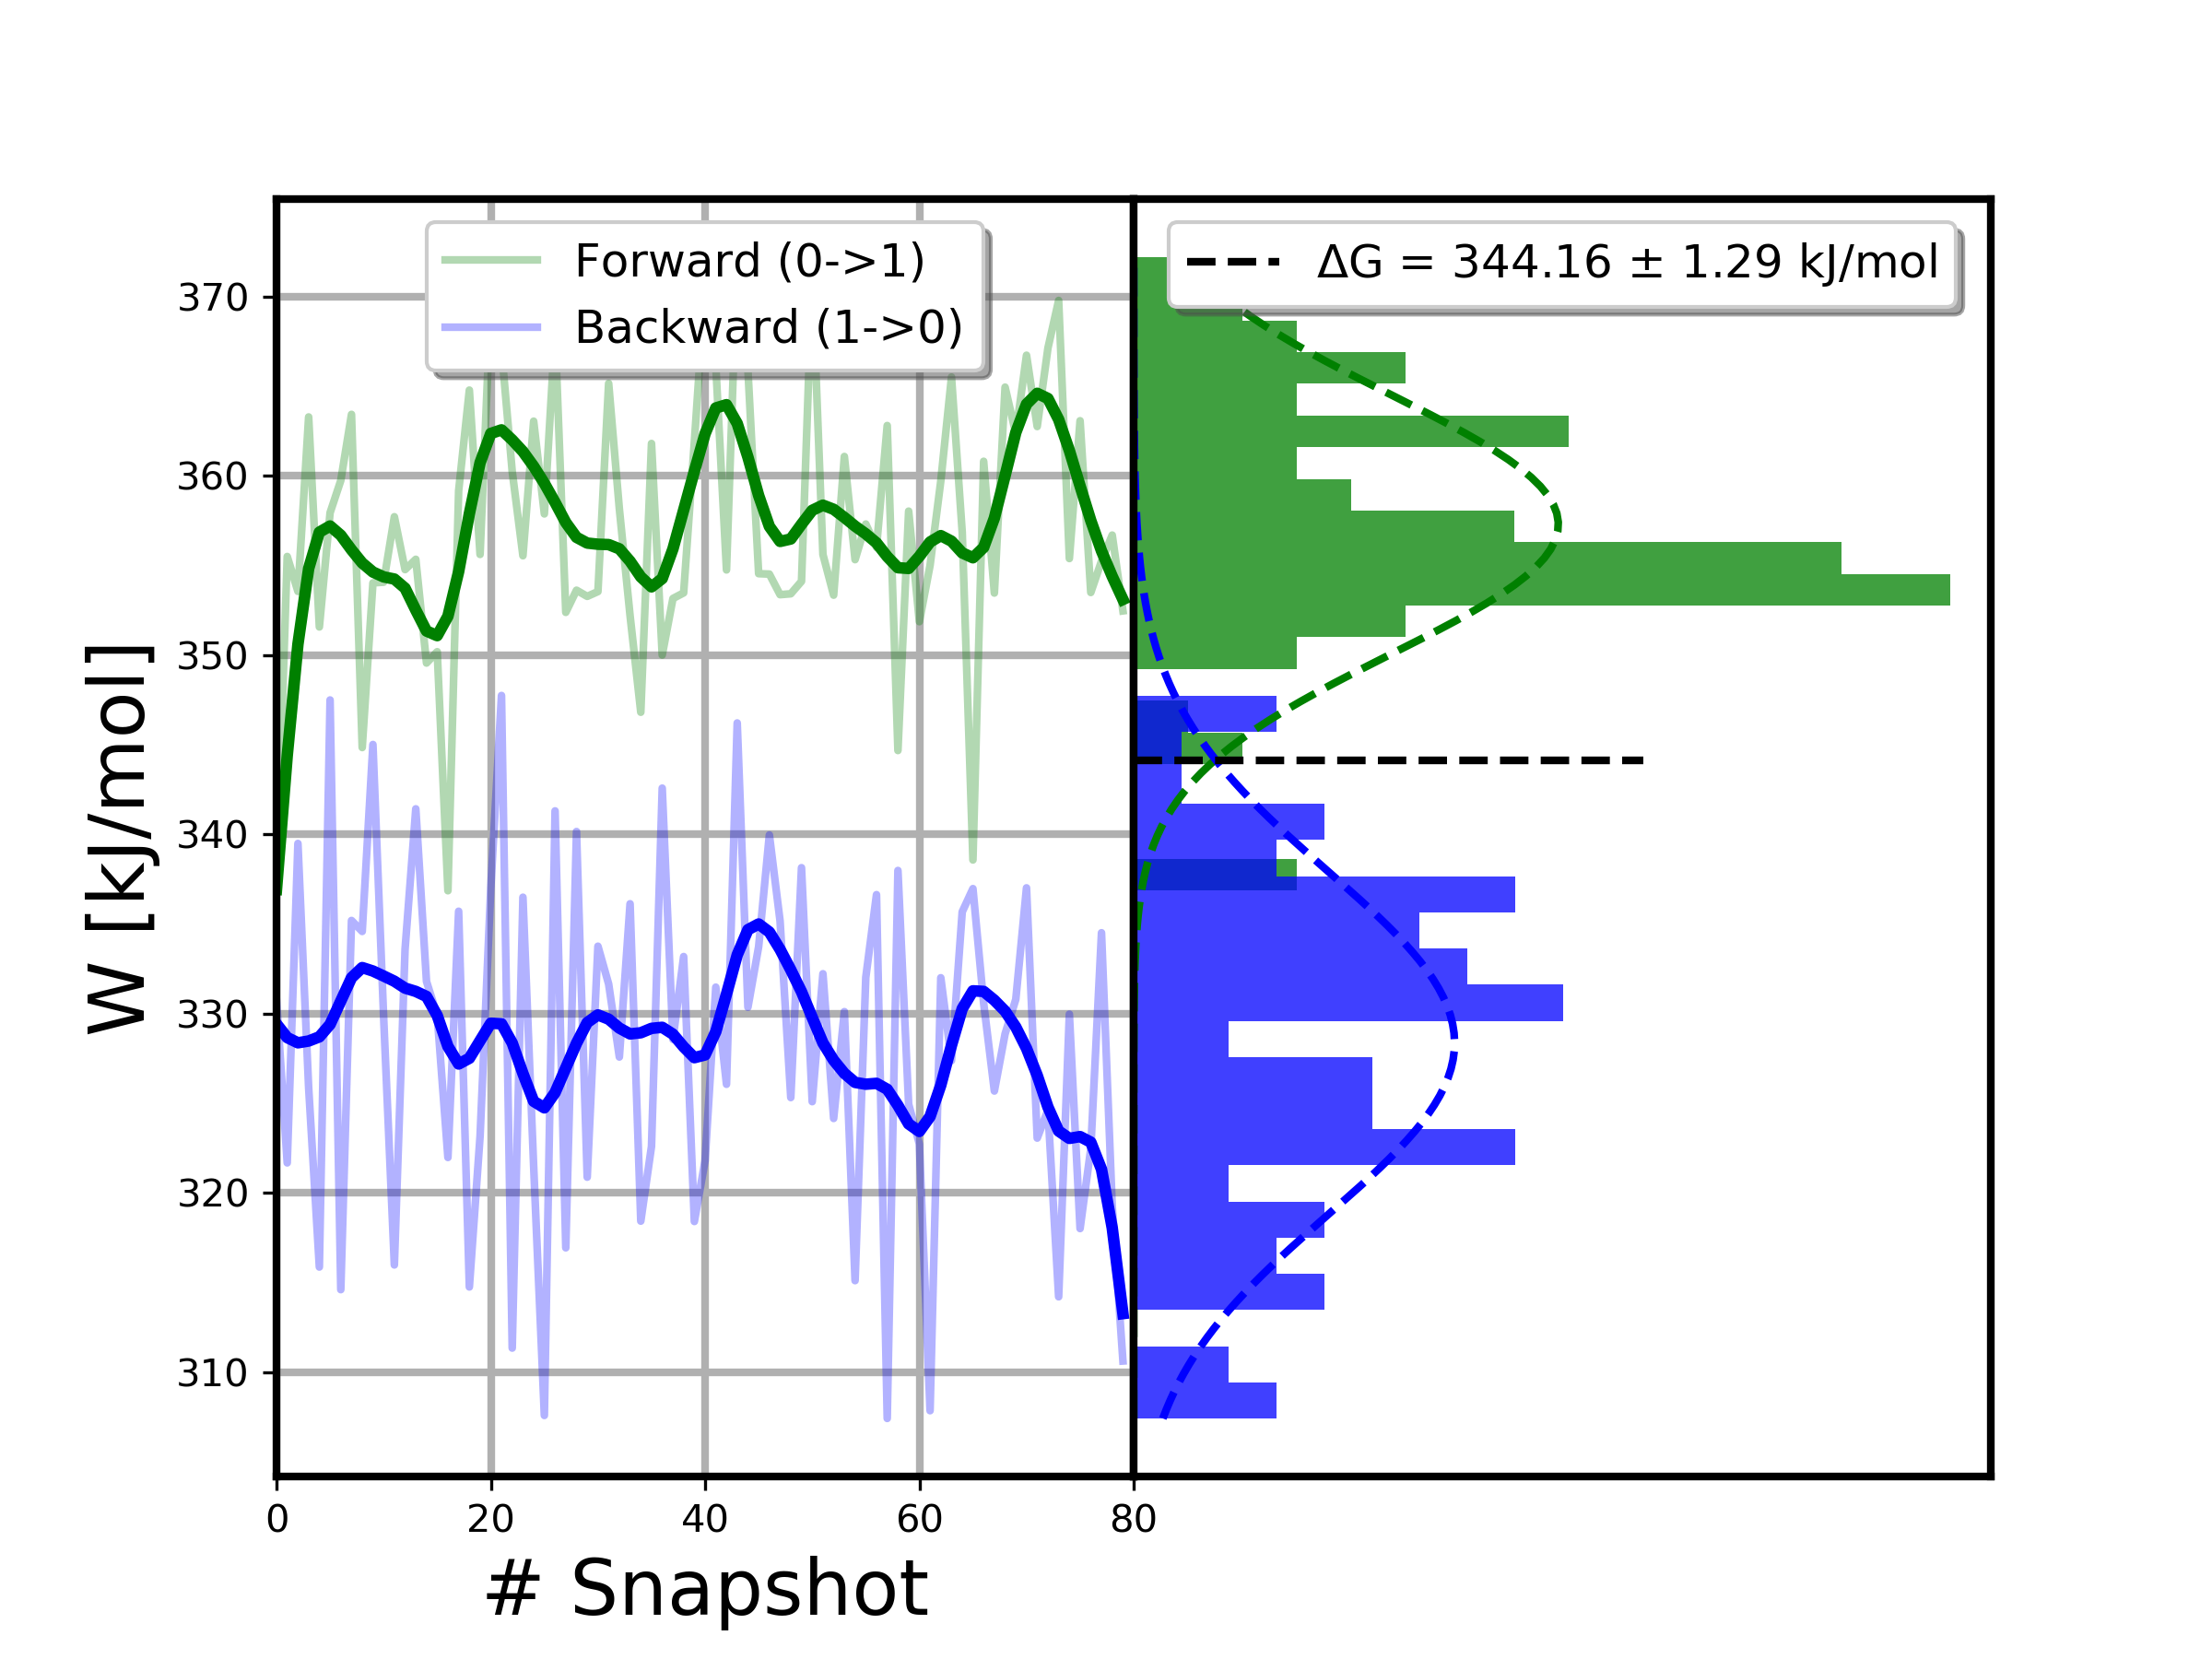 Forward (0->1)
Backward (1->0)
ΔG = 344.16 ± 1.29 kJ/mol
W [kJ/mol]
370
360
350
340
330
320
310
0 20 40 60 80
# Snapshot